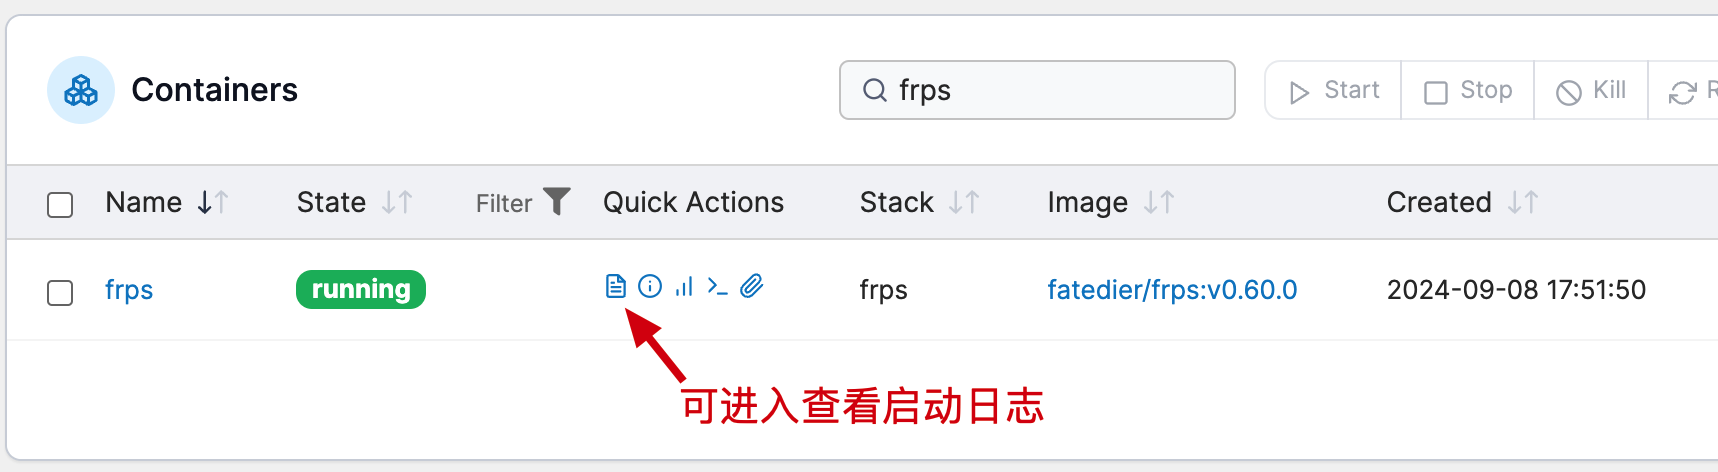 Containers
frps
Start
Stop
Kill
R
Name
State
Filter
Quick Actions
Stack
Image
Created
frps
running
frps
fatedier/frps:v0.60.0
2024-09-08 17:51:50
可进入查看启动日志